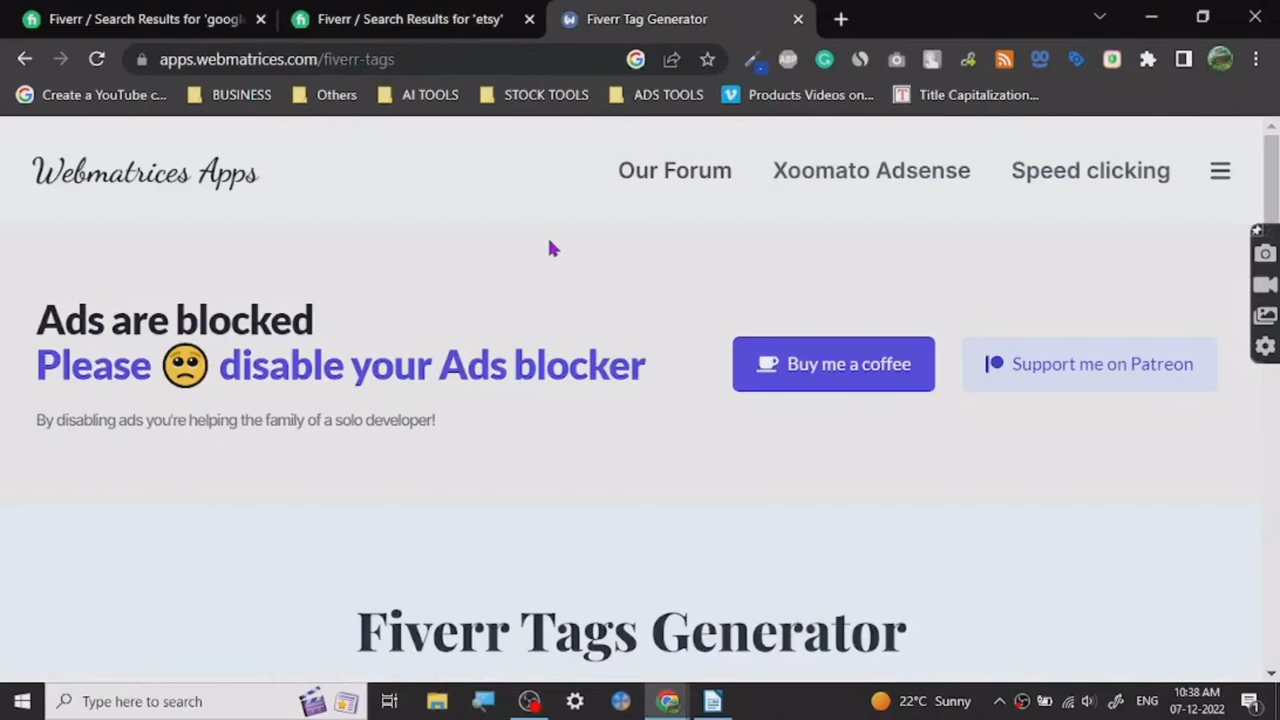 Fiverr / Search Results for 'googl
Fiverr / Search Results for 'etsy'
Fiverr Tag Generator
apps.webmatrices.com/fiverr-tags
Create a YouTube c...
BUSINESS
Others
AI TOOLS
STOCK TOOLS
ADS TOOLS
Products Videos on...
Title Capitalization...
Webmatrices Apps
Our Forum
Xoomato Adsense
Speed clicking
Ads are blocked
Please 🥺 disable your Ads blocker
By disabling ads you're helping the family of a solo developer!
Buy me a coffee
Support me on Patreon
Fiverr Tags Generator
Type here to search
22°C Sunny
ENG
10:38 AM
07-12-2022